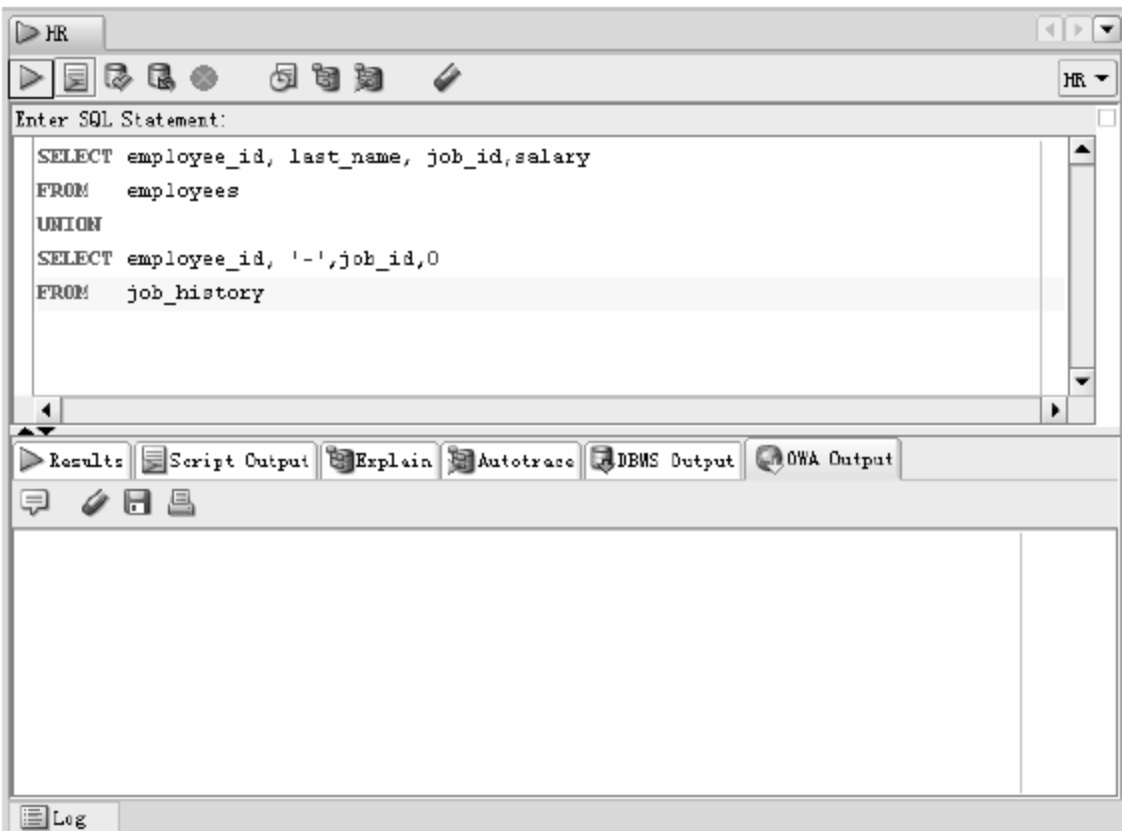 HR
HR
Enter SQL Statement:
SELECT employee_id, last_name, job_id,salary
FROM employees
UNION
SELECT employee_id, '-',job_id,0
FROM job_history
Results Script Output Explain Autotrace DBMS Output OWA Output
Log